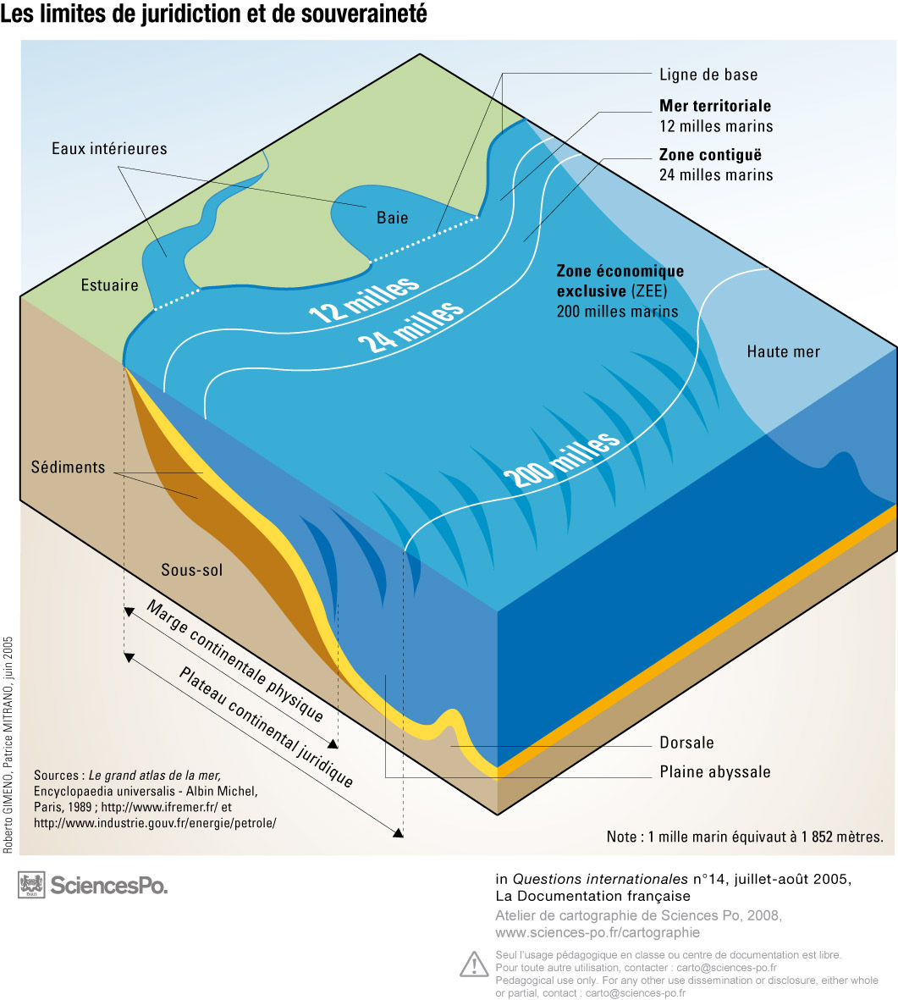 Les limites de juridiction et de souveraineté
Ligne de base
Mer territoriale
12 milles marins
Zone contiguë
24 milles marins
Eaux intérieures
Baie
Estuaire
12 milles
24 milles
Zone économique
exclusive (ZEE)
200 milles marins
Haute mer
200 milles
Sédiments
Sous-sol
Marge continentale physique
Plateau continental juridique
Dorsale
Plaine abyssale
Sources : Le grand atlas de la mer,
Encyclopaedia universalis - Albin Michel,
Paris, 1989 ; http://www.ifremer.fr/ et
http://www.industrie.gouv.fr/energie/petrole/
Note : 1 mille marin équivaut à 1 852 mètres.
Roberto GIMENO, Patrice MITRANO, juin 2005
PARIS
SciencesPo.
in Questions internationales n°14, juillet-août 2005,
La Documentation française
Atelier de cartographie de Sciences Po, 2008,
www.sciences-po.fr/cartographie
Seul l'usage pédagogique en classe ou centre de documentation est libre.
Pour toute autre utilisation, contacter : carto@sciences-po.fr
Pedagogical use only. For any other use dissemination or disclosure, either whole
or partial, contact : carto@sciences-po.fr